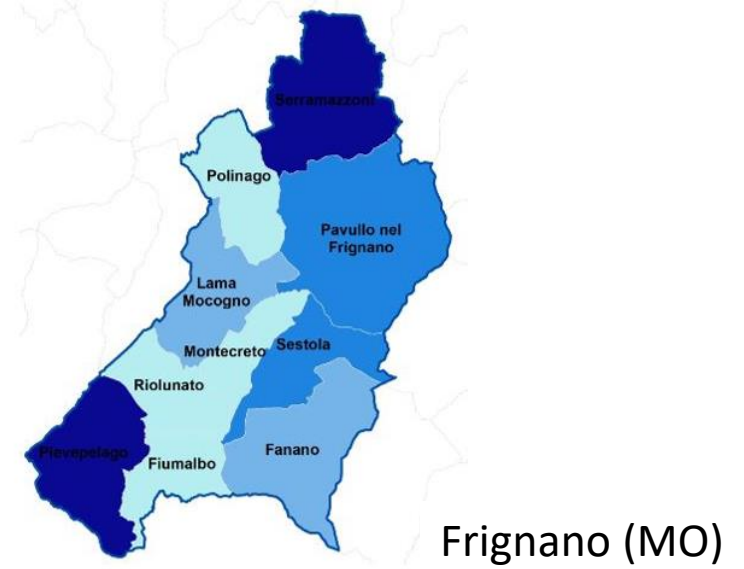 Serramazzoni
Polinago
Pavullo nel
Frignano
Lama
Mocogno
Montecreto
Sestola
Riolunato
Pievepelago
Fiumalbo
Fanano
Frignano (MO)